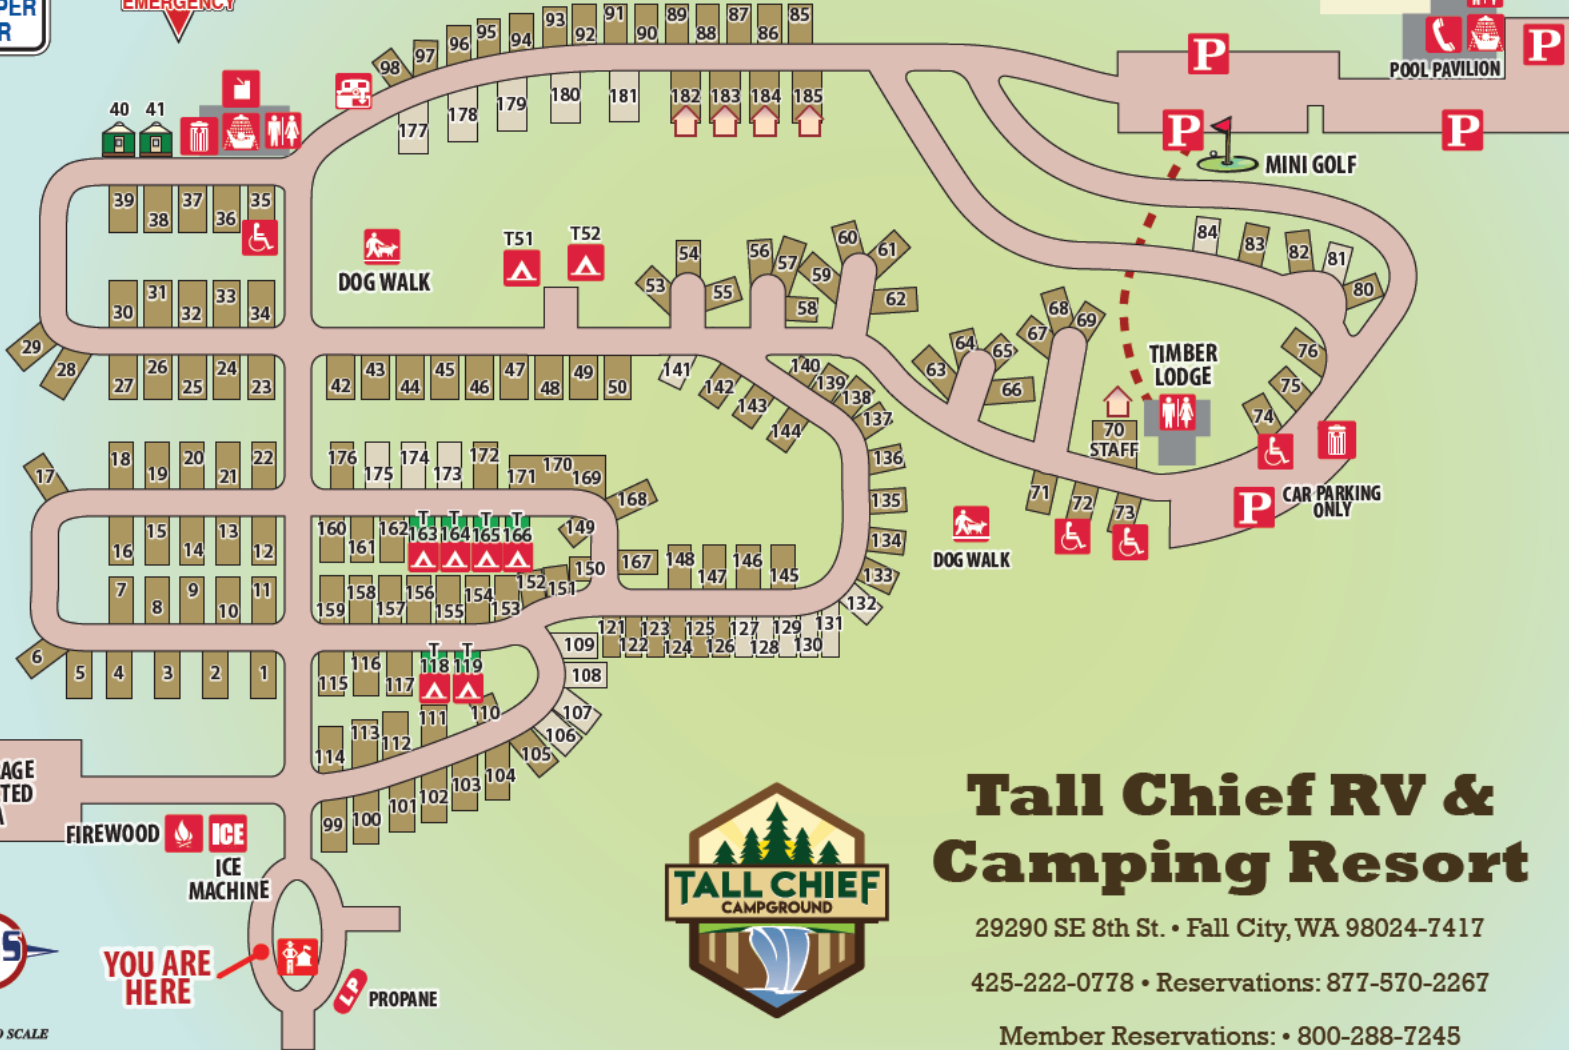 PER
R
EMERGENCY
98 97 96 95 94 93 92 91 90 89 88 87 86 85
177 178 179 180 181 182 183 184 185
P
P
POOL PAVILION
P
P
MINI GOLF
40 41
39 38 37 36 35
DOG WALK
T51 T52
53 54 55 56 57 58 59 60 61 62
84 83 82 81 80
30 31 32 33 34
29 28
27 26 25 24 23
42 43 44 45 46 47 48 49 50
141 142 143 144
140 139 138 137 136 135 134 133 132
63 64 65 66 67 68 69
TIMBER
LODGE
70
STAFF
76 75 74
71 72 73
P
CAR PARKING
ONLY
DOG WALK
17
18 19 20 21 22
176 175 174 173 172 171 170 169 168
16 15 14 13 12
160 161 162
T T T T
163 164 165 166
149 150 167 148 147 146 145
7 8 9 10 11
159 158 157 156 155 154 153 152 151
6
5 4 3 2 1
115 116 117
T T
118 119
109 108 107 106 105
121 122 123 124 125 126 127 128 129 130 131
114 113 112 111 110
99 100 101 102 103 104
AGE
TED
A
FIREWOOD
ICE
ICE
MACHINE
S
YOU ARE
HERE
LP
PROPANE
SCALE
TALL CHIEF
CAMPGROUND
Tall Chief RV &
Camping Resort
29290 SE 8th St. • Fall City, WA 98024-7417
425-222-0778 • Reservations: 877-570-2267
Member Reservations: • 800-288-7245